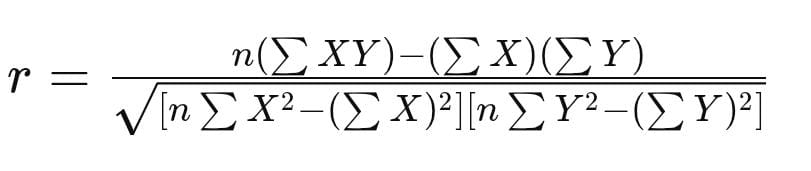 r = n(∑ XY)−(∑ X)(∑ Y) / √[n ∑ X²−(∑ X)²][n ∑ Y²−(∑ Y)²]